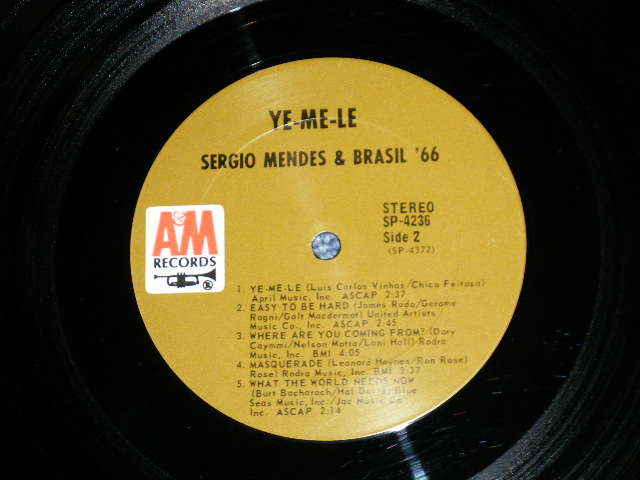 YE-ME-LE
SERGIO MENDES & BRASIL '66
A&M
RECORDS
®
STEREO
SP-4236
Side 2
(SP-4372)
1. YE-ME-LE (Luis Carlos Vinhas/Chico Feitosa)
April Music, Inc. ASCAP 2:37
2. EASY TO BE HARD (James Rado/Gerome
Ragni/Galt Macdermot) United Artists
Music Co., Inc. ASCAP 2:45
3. WHERE ARE YOU COMING FROM? (Dory
Caymmi/Nelson Motta/Lani Hall) Rodra
Music, Inc. BMI 4:05
4. MASQUERADE (Leonard Haynes/Ron Rose)
Rose) Rodra Music, Inc. BMI 3:37
5. WHAT THE WORLD NEEDS NOW
(Burt Bacharach/Hal David) Blue
Seas Music, Inc./Jac Music Co.
Inc. ASCAP 2:14